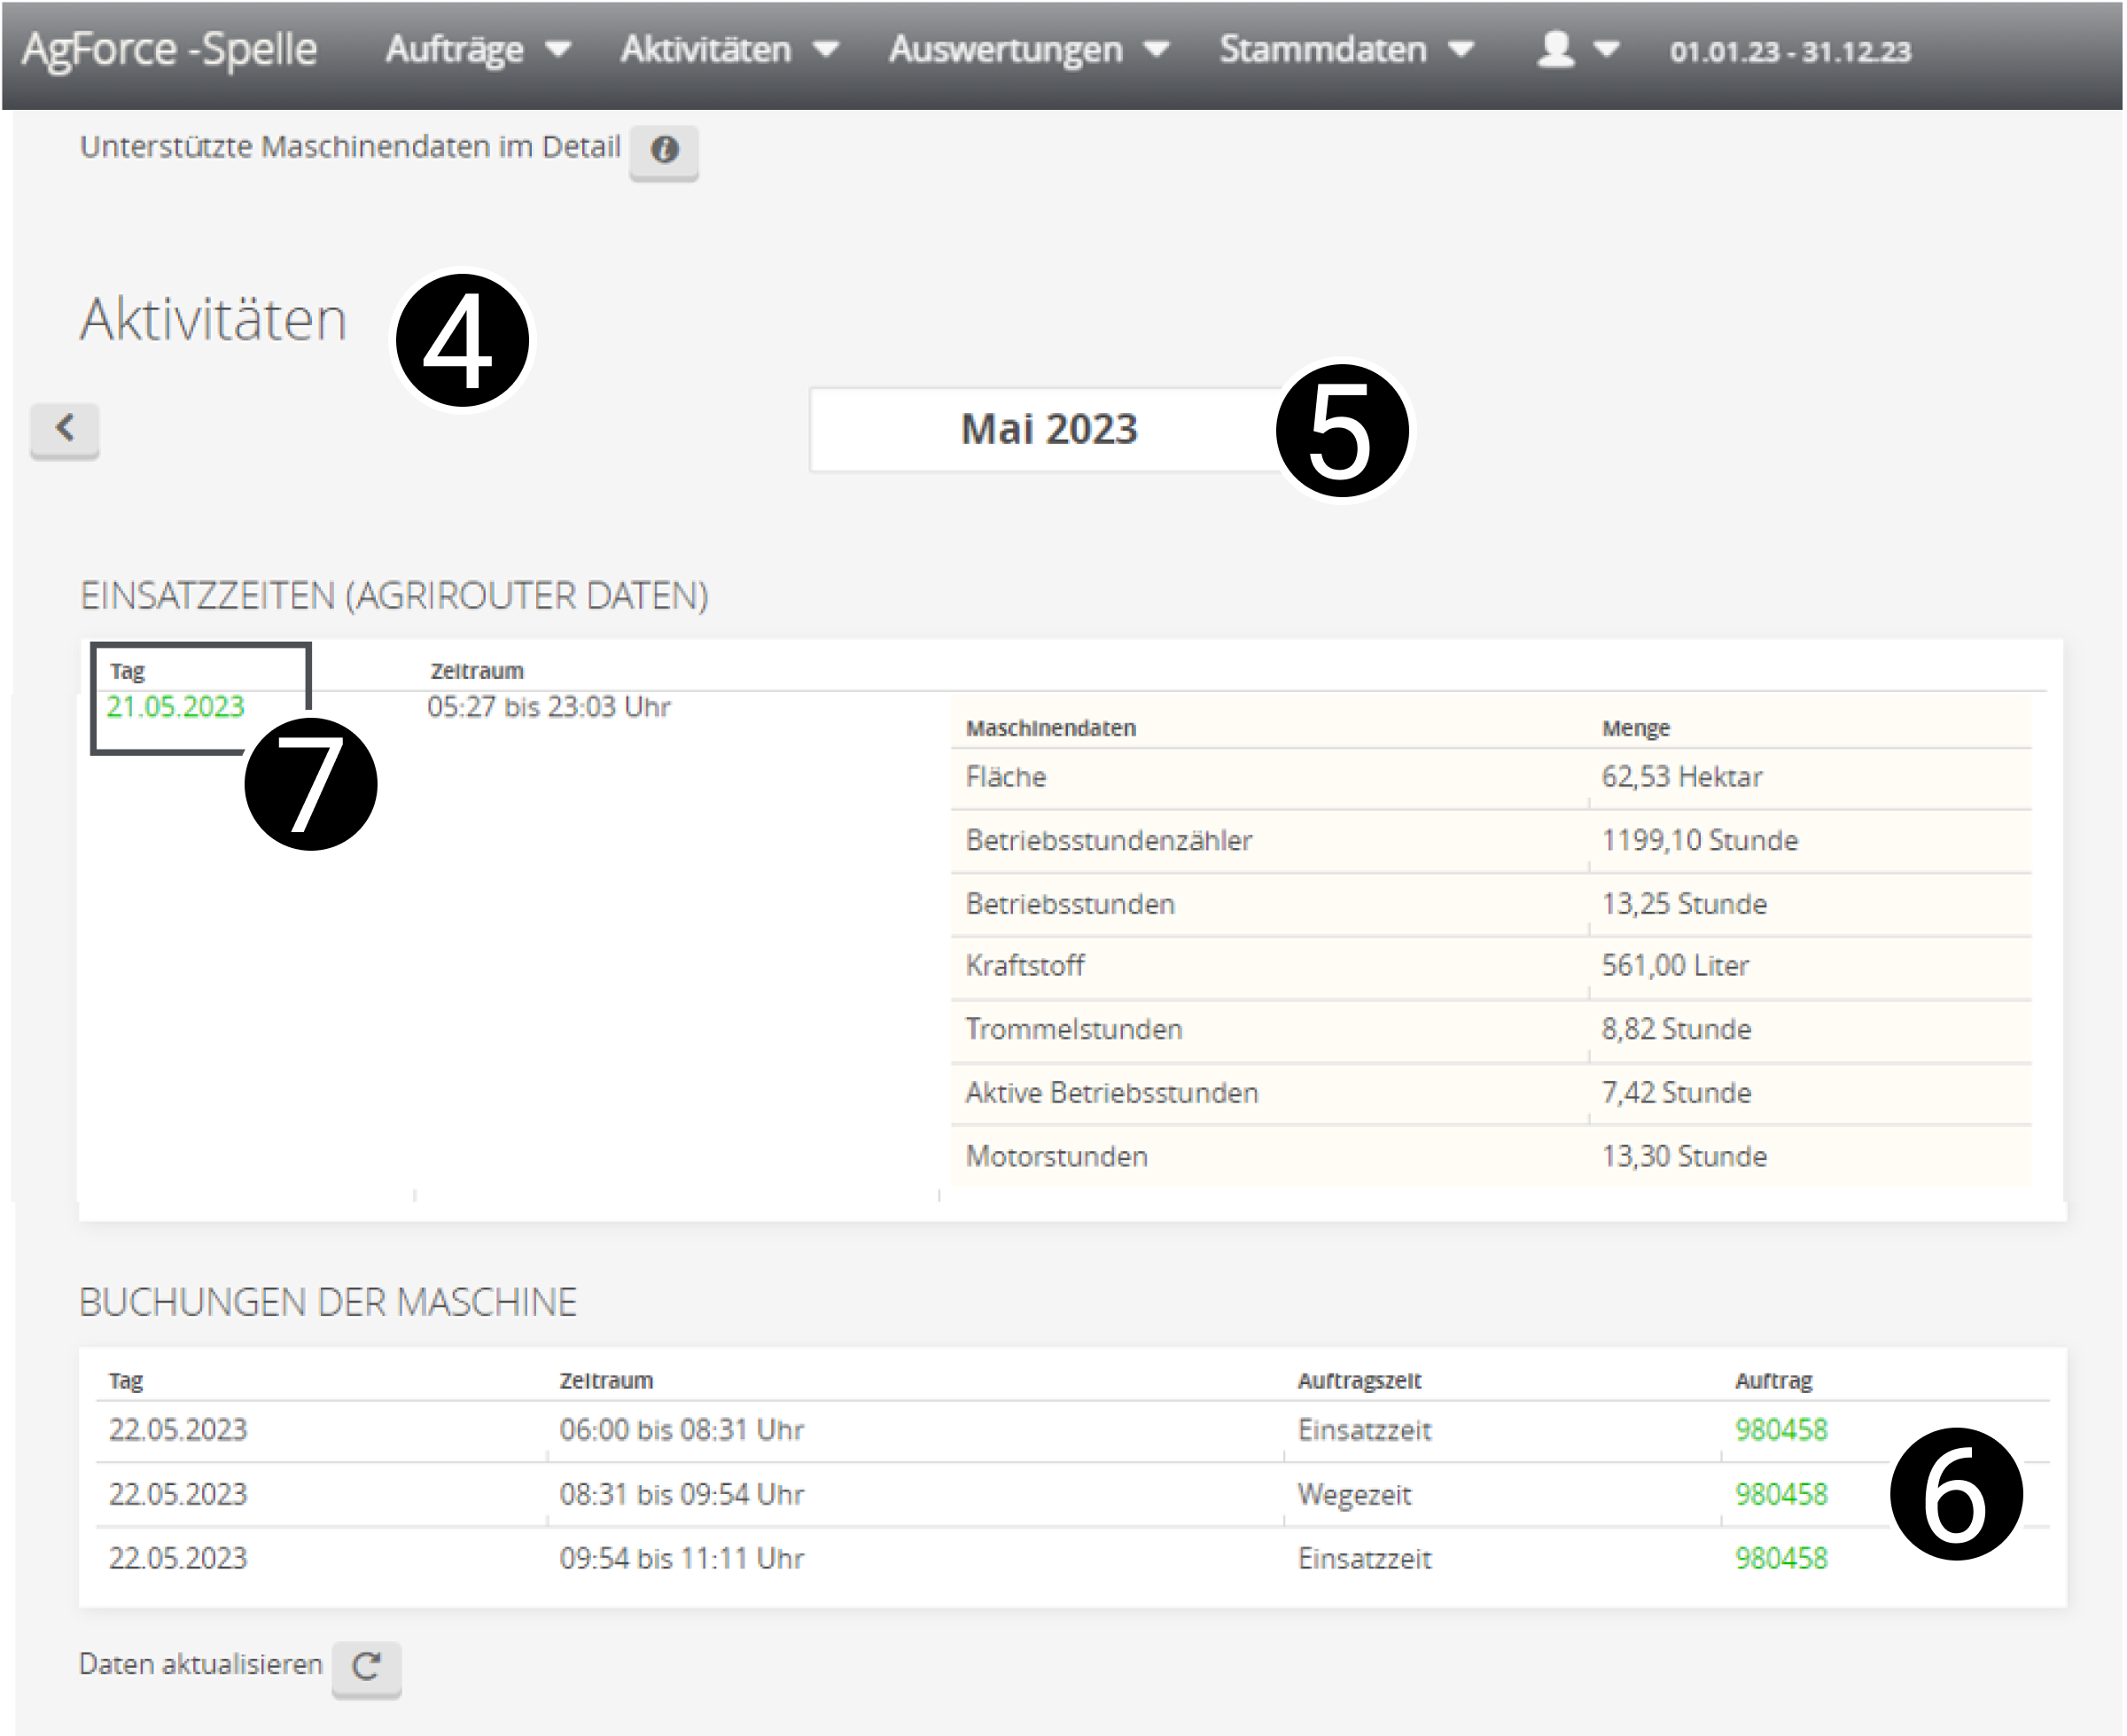 AgForce -Spelle Aufträge Aktivitäten Auswertungen Stammdaten 01.01.23 - 31.12.23
Unterstützte Maschinendaten im Detail
Aktivitäten 4
Mai 2023 5
EINSATZZEITEN (AGRIROUTER DATEN)
Tag Zeitraum
21.05.2023 05:27 bis 23:03 Uhr
7
Maschinendaten Menge
Fläche 62,53 Hektar
Betriebsstundenzähler 1199,10 Stunde
Betriebsstunden 13,25 Stunde
Kraftstoff 561,00 Liter
Trommelstunden 8,82 Stunde
Aktive Betriebsstunden 7,42 Stunde
Motorstunden 13,30 Stunde
BUCHUNGEN DER MASCHINE
Tag Zeitraum Auftragszeit Auftrag
22.05.2023 06:00 bis 08:31 Uhr Einsatzzeit 980458
22.05.2023 08:31 bis 09:54 Uhr Wegezeit 980458 6
22.05.2023 09:54 bis 11:11 Uhr Einsatzzeit 980458
Daten aktualisieren